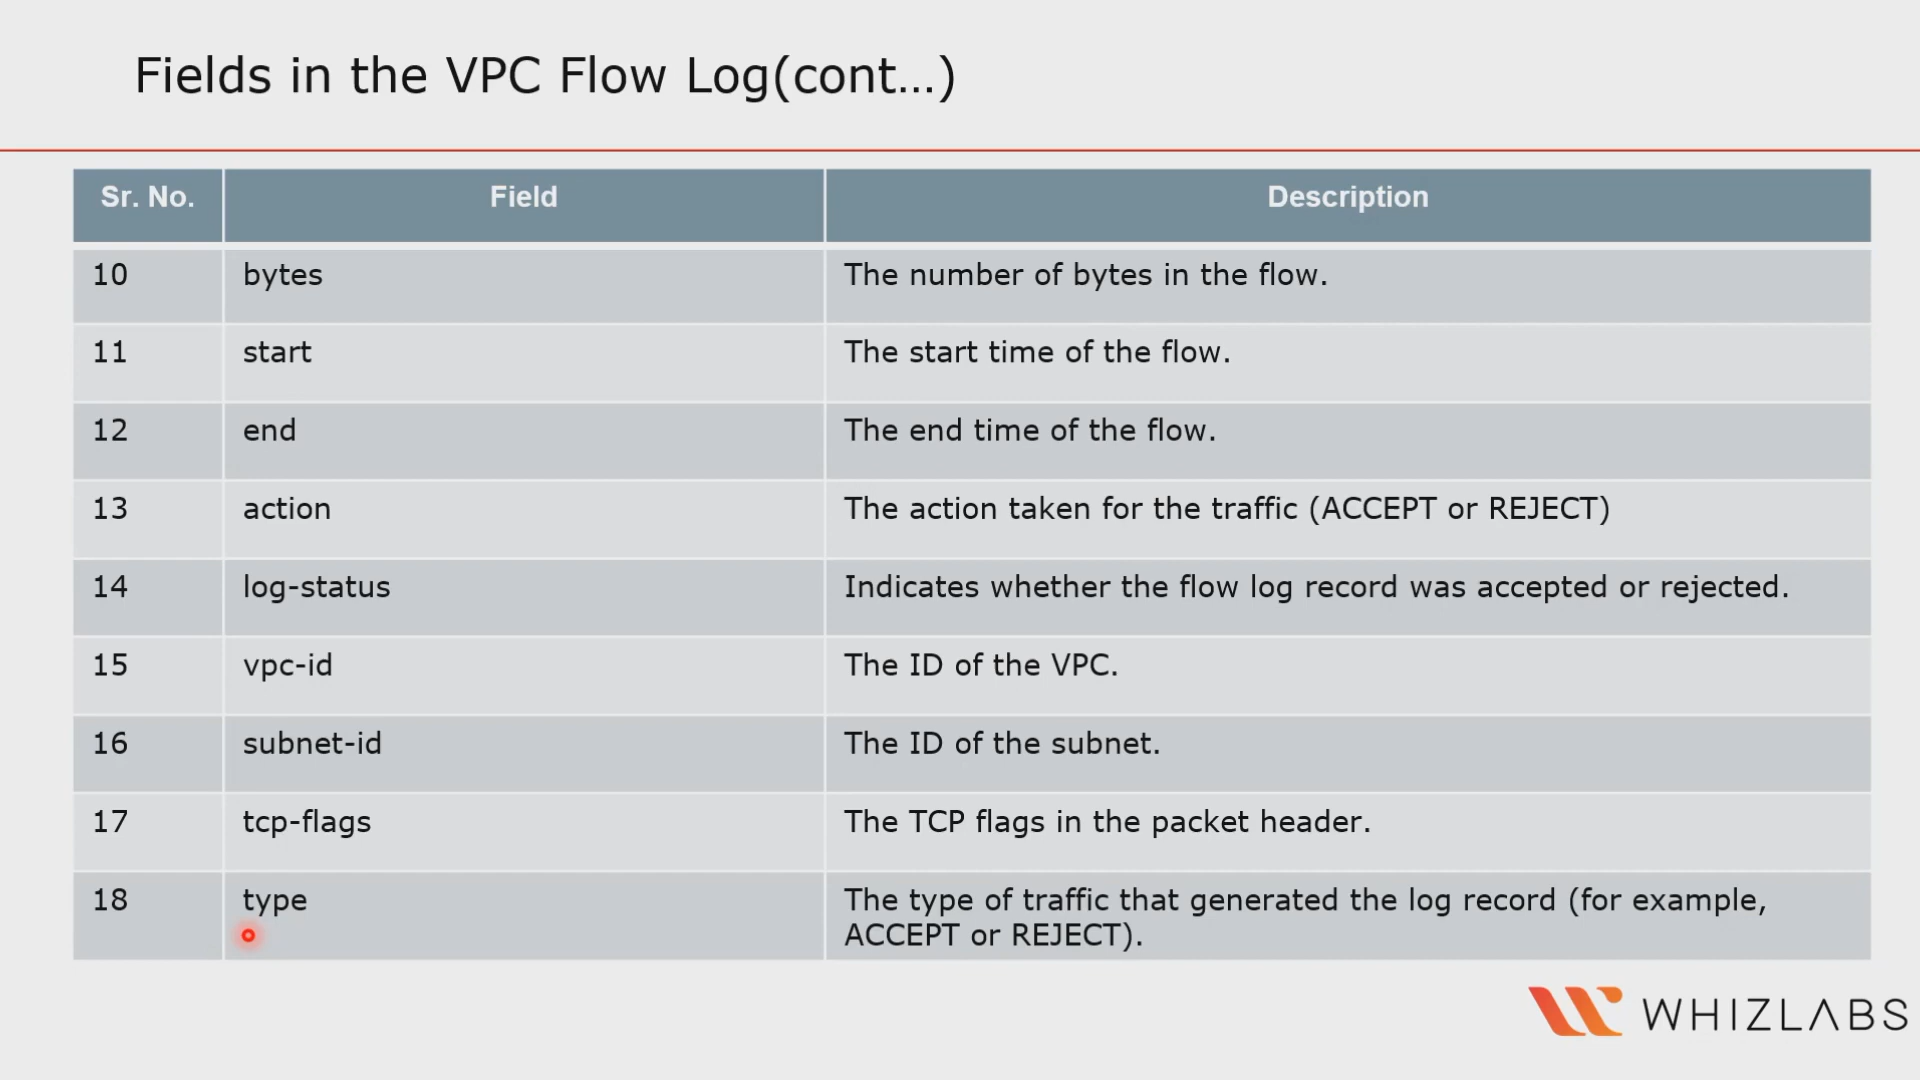 Fields in the VPC Flow Log(cont…)
Sr. No. Field Description
10 bytes The number of bytes in the flow.
11 start The start time of the flow.
12 end The end time of the flow.
13 action The action taken for the traffic (ACCEPT or REJECT)
14 log-status Indicates whether the flow log record was accepted or rejected.
15 vpc-id The ID of the VPC.
16 subnet-id The ID of the subnet.
17 tcp-flags The TCP flags in the packet header.
18 type The type of traffic that generated the log record (for example,
ACCEPT or REJECT).
WHIZLABS